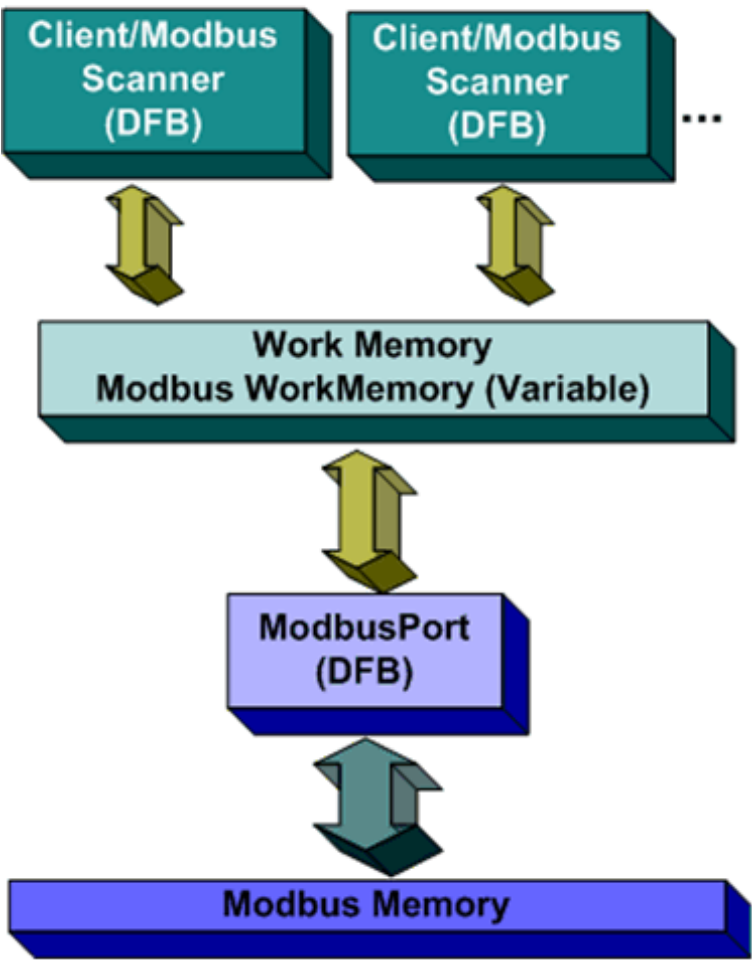 Client/Modbus
Scanner
(DFB)
Client/Modbus
Scanner
(DFB)
...
Work Memory
Modbus WorkMemory (Variable)
ModbusPort
(DFB)
Modbus Memory